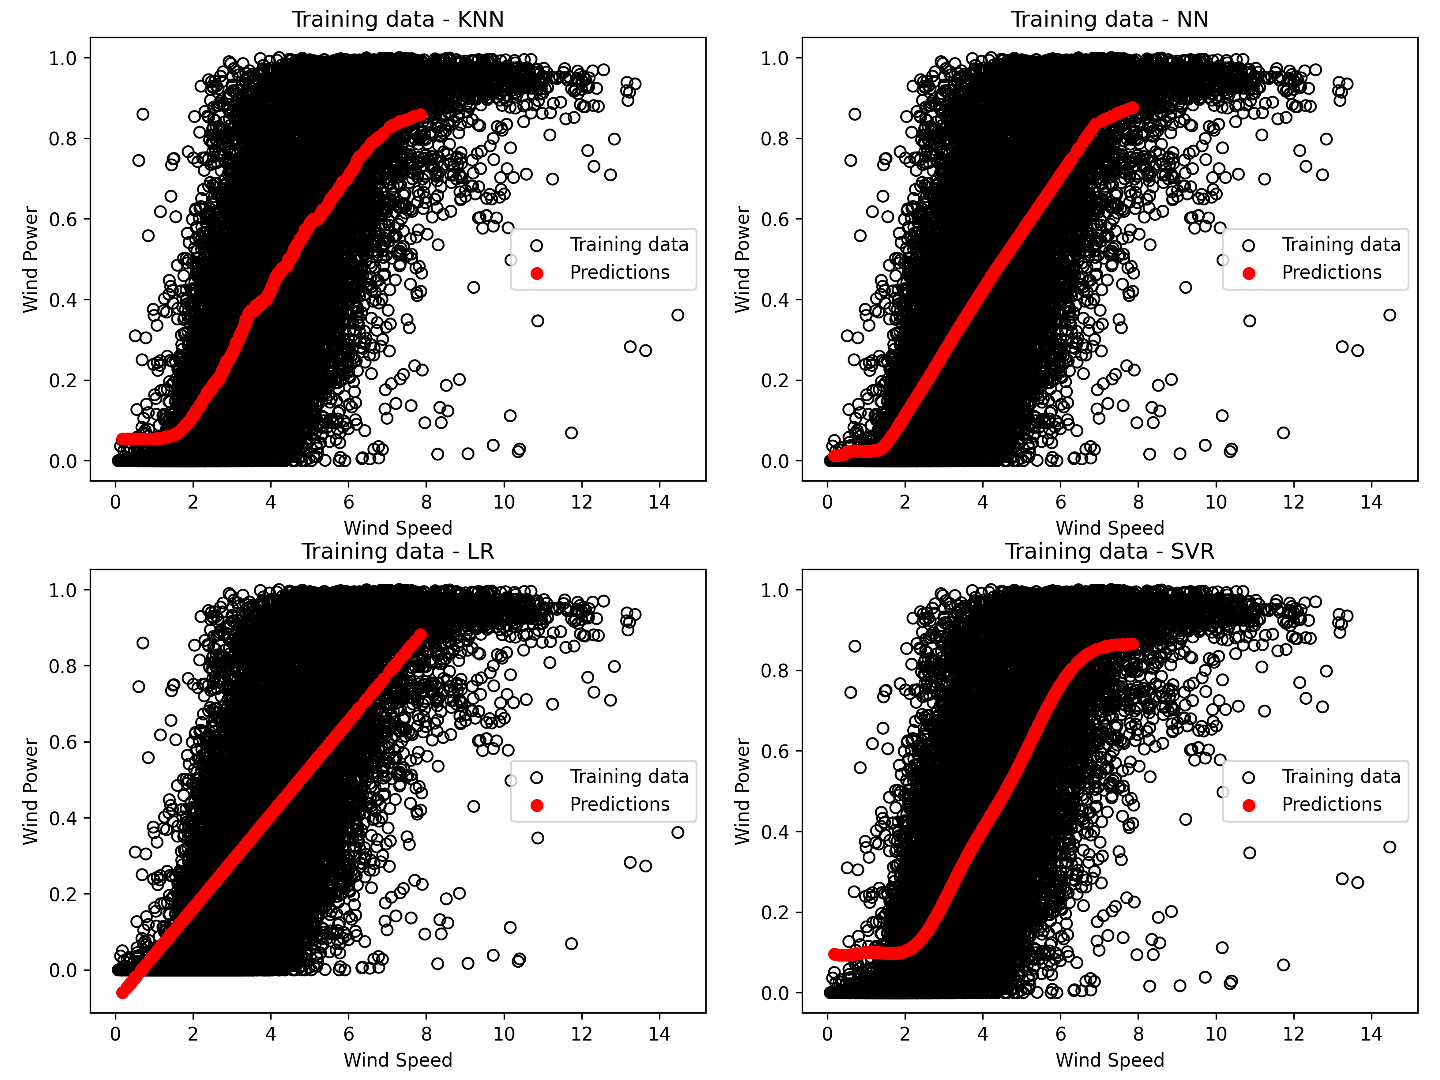 Training data - KNN
1.0
0.8
0.6
0.4
0.2
0.0
Wind Power
Training data
Predictions
0 2 4 6 8 10 12 14
Wind Speed
Training data - NN
1.0
0.8
0.6
0.4
0.2
0.0
Wind Power
Training data
Predictions
0 2 4 6 8 10 12 14
Wind Speed
Training data - LR
1.0
0.8
0.6
0.4
0.2
0.0
Wind Power
Training data
Predictions
0 2 4 6 8 10 12 14
Wind Speed
Training data - SVR
1.0
0.8
0.6
0.4
0.2
0.0
Wind Power
Training data
Predictions
0 2 4 6 8 10 12 14
Wind Speed